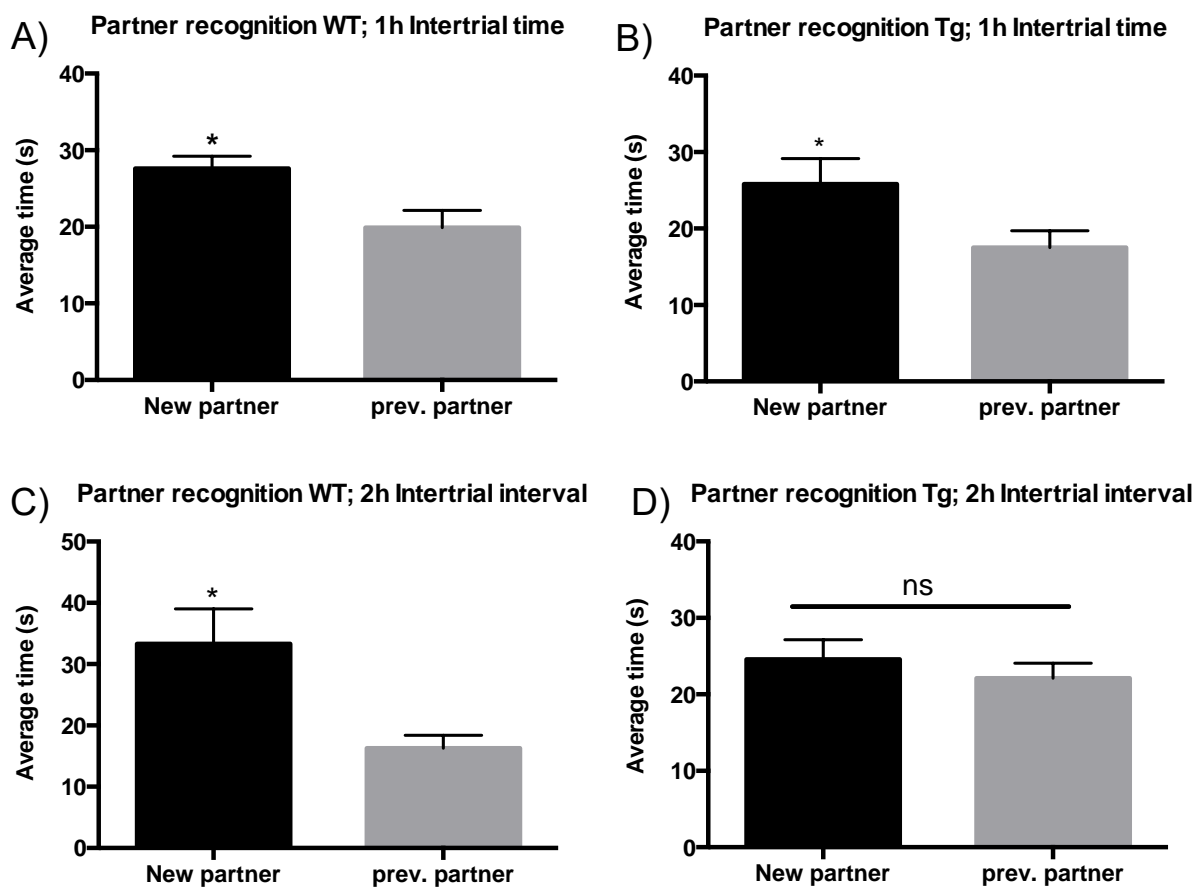 A) Partner recognition WT; 1h Intertrial time
40
30
20
10
0
Average time (s)
*
New partner
prev. partner
B) Partner recognition Tg; 1h Intertrial time
40
30
20
10
0
Average time (s)
*
New partner
prev. partner
C) Partner recognition WT; 2h Intertrial interval
50
40
30
20
10
0
Average time (s)
*
New partner
prev. partner
D) Partner recognition Tg; 2h Intertrial interval
40
30
20
10
0
Average time (s)
ns
New partner
prev. partner